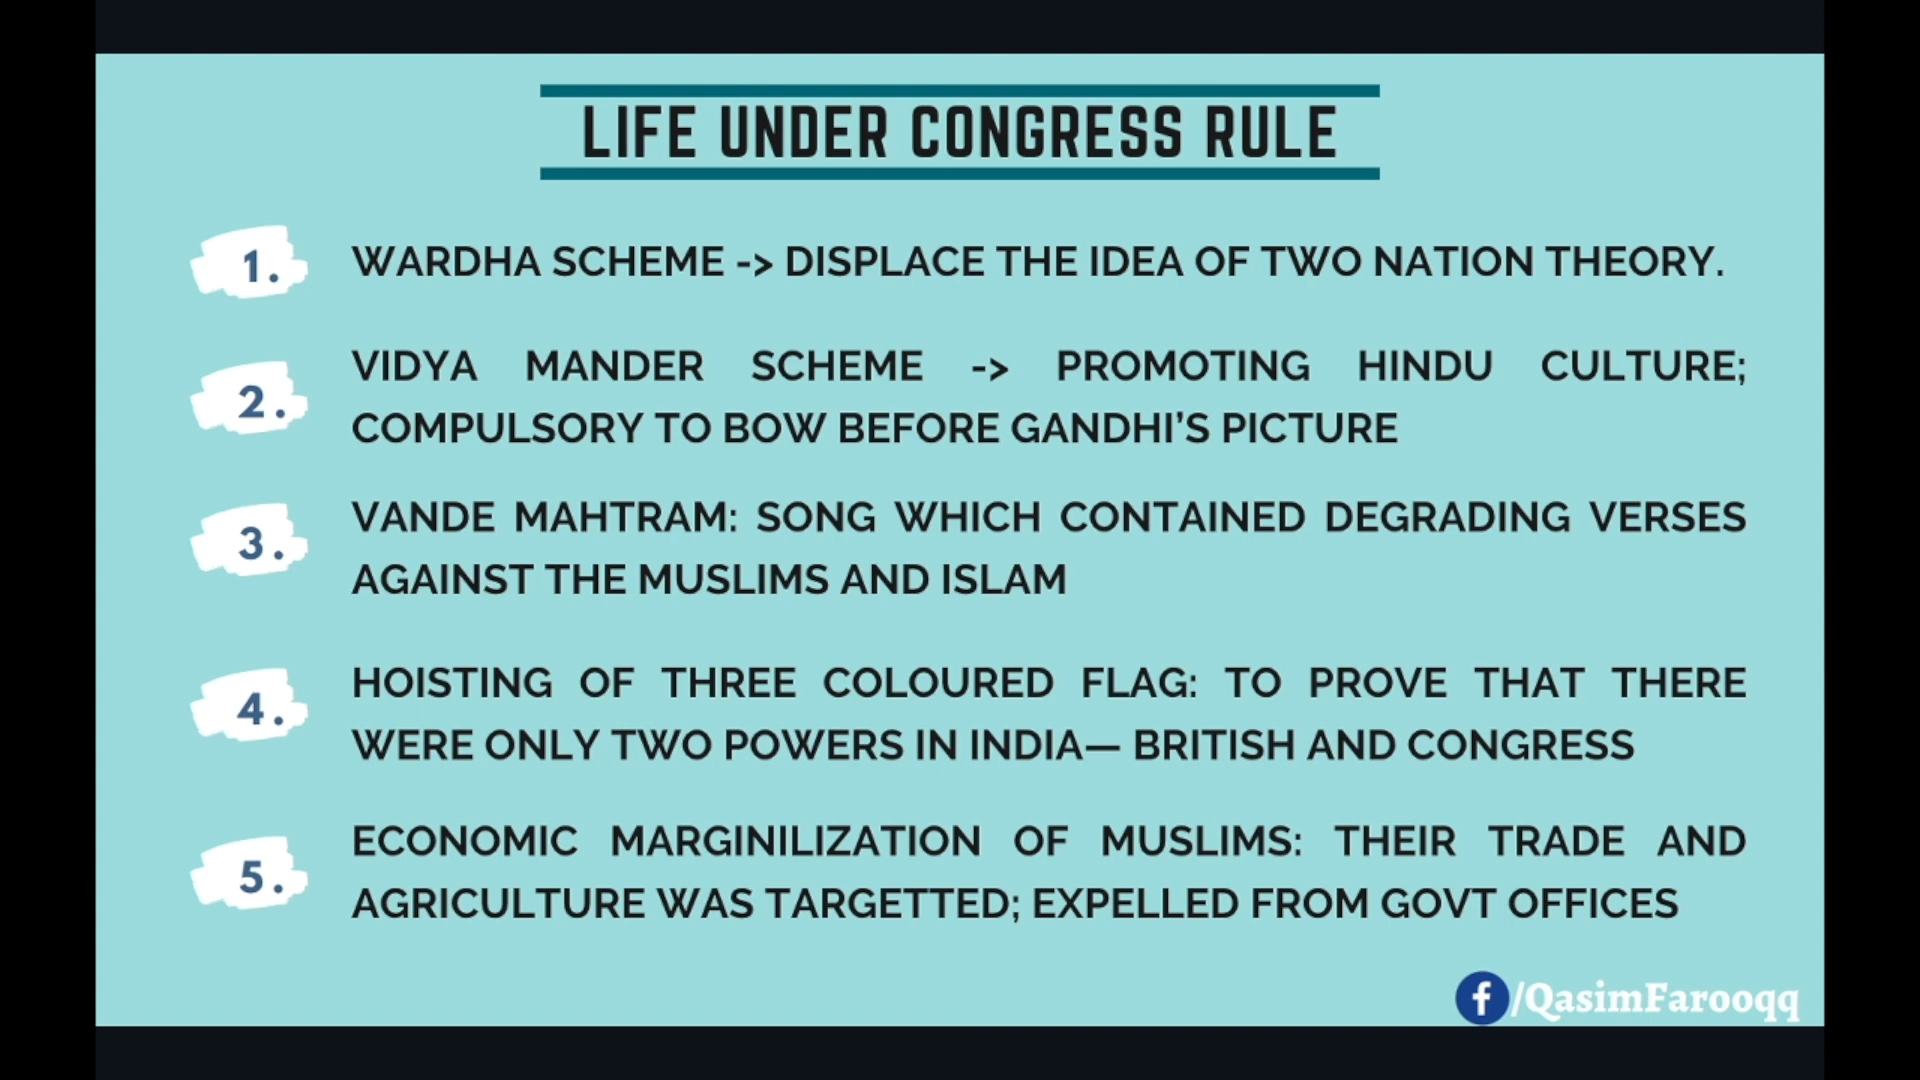 LIFE UNDER CONGRESS RULE
1. WARDHA SCHEME -> DISPLACE THE IDEA OF TWO NATION THEORY.
2. VIDYA MANDER SCHEME -> PROMOTING HINDU CULTURE;
COMPULSORY TO BOW BEFORE GANDHI'S PICTURE
3. VANDE MAHTRAM: SONG WHICH CONTAINED DEGRADING VERSES
AGAINST THE MUSLIMS AND ISLAM
4. HOISTING OF THREE COLOURED FLAG: TO PROVE THAT THERE
WERE ONLY TWO POWERS IN INDIA— BRITISH AND CONGRESS
5. ECONOMIC MARGINILIZATION OF MUSLIMS: THEIR TRADE AND
AGRICULTURE WAS TARGETTED; EXPELLED FROM GOVT OFFICES
f/QasimFarooqq